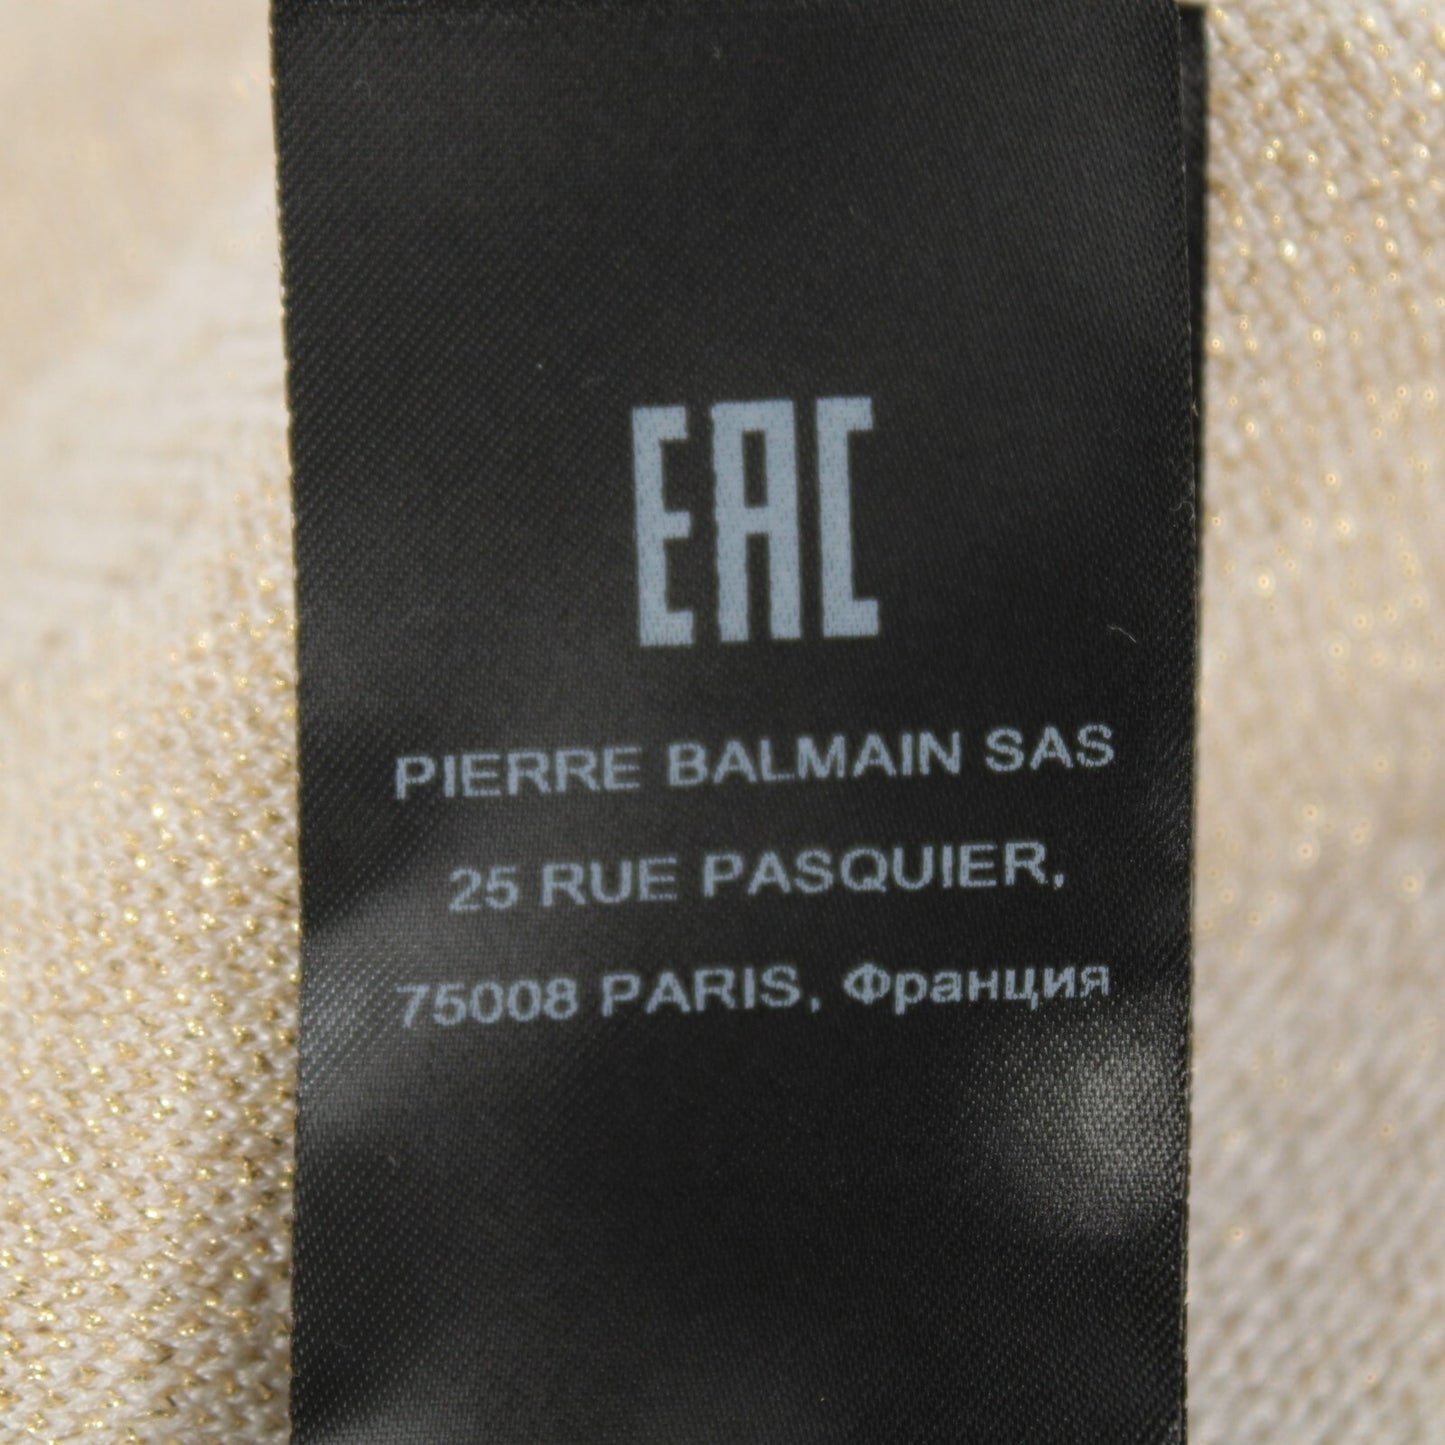 EAC
PIERRE BALMAIN SAS
25 RUE PASQUIER,
75008 PARIS, Франция